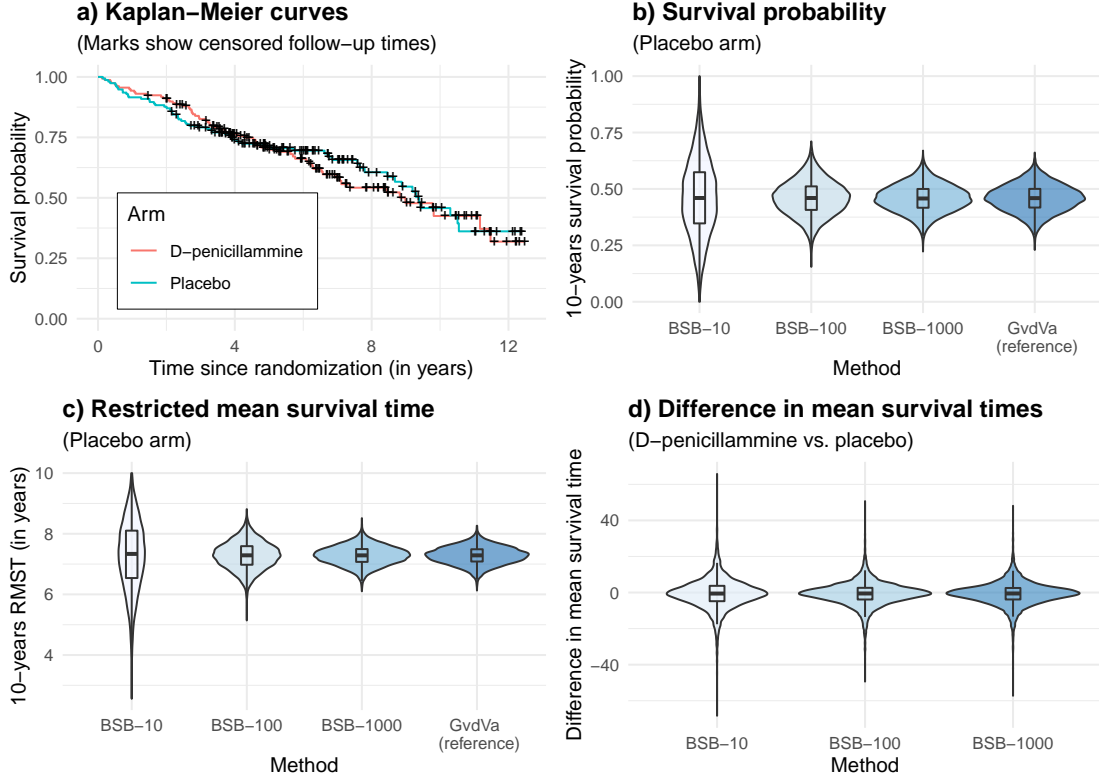 a) Kaplan−Meier curves
(Marks show censored follow−up times)
Survival probability
1.00
0.75
0.50
0.25
0.00
Arm
D−penicillammine
Placebo
0 4 8 12
Time since randomization (in years)
b) Survival probability
(Placebo arm)
10−years survival probability
1.00
0.75
0.50
0.25
0.00
BSB−10 BSB−100 BSB−1000 GvdVa
(reference)
Method
c) Restricted mean survival time
(Placebo arm)
10−years RMST (in years)
10
8
6
4
BSB−10 BSB−100 BSB−1000 GvdVa
(reference)
Method
d) Difference in mean survival times
(D−penicillammine vs. placebo)
Difference in mean survival time
40
0
−40
BSB−10 BSB−100 BSB−1000
Method